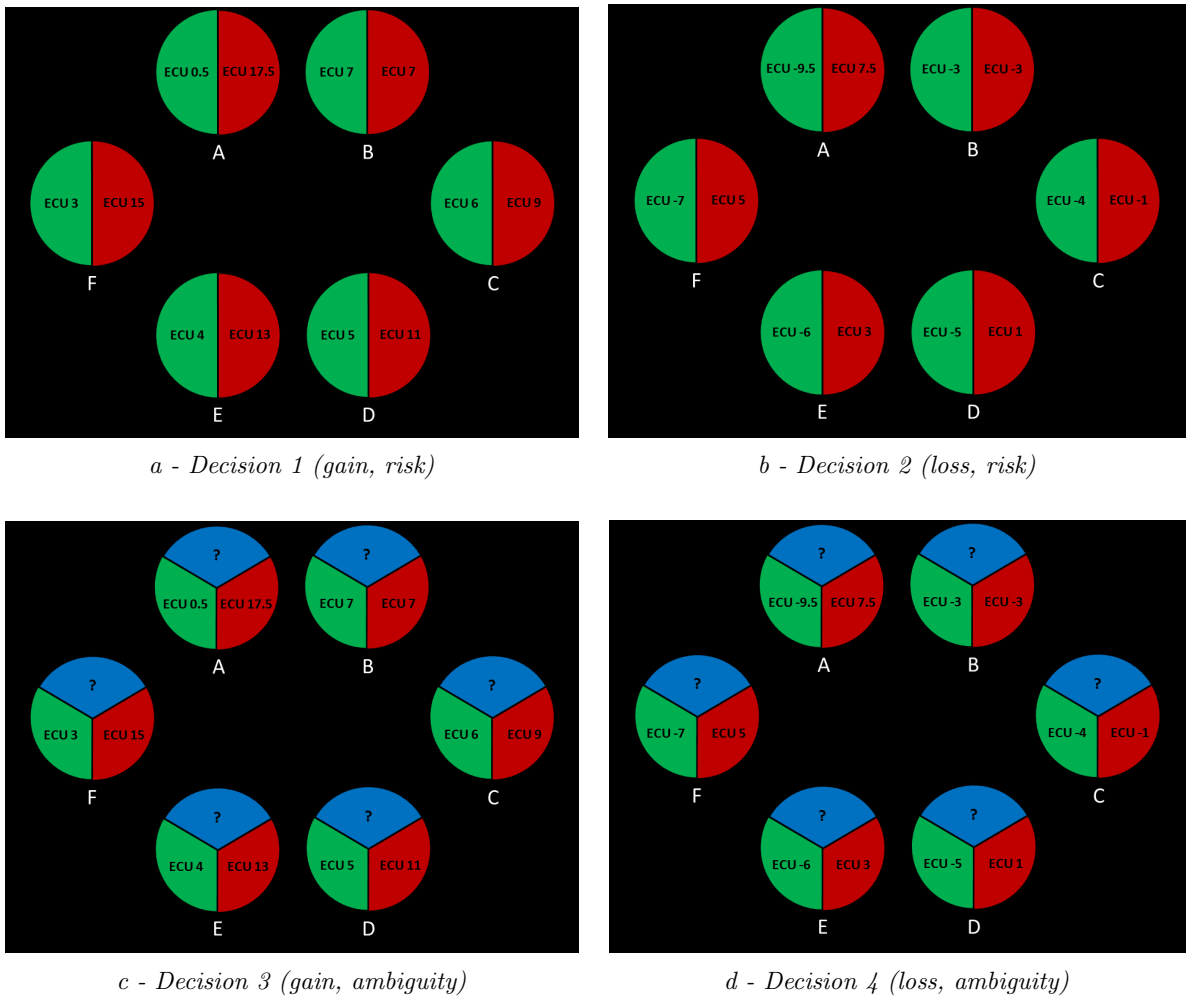 ECU 0.5 ECU 17.5 ECU 7 ECU 7
A B
ECU 3 ECU 15 ECU 6 ECU 9
F C
ECU 4 ECU 13 ECU 5 ECU 11
E D
a - Decision 1 (gain, risk)
ECU -9.5 ECU 7.5 ECU -3 ECU -3
A B
ECU -7 ECU 5 ECU -4 ECU -1
F C
ECU -6 ECU 3 ECU -5 ECU 1
E D
b - Decision 2 (loss, risk)
? ?
ECU 0.5 ECU 17.5 ECU 7 ECU 7
A B
? ?
ECU 3 ECU 15 ECU 6 ECU 9
F C
? ?
ECU 4 ECU 13 ECU 5 ECU 11
E D
c - Decision 3 (gain, ambiguity)
? ?
ECU -9.5 ECU 7.5 ECU -3 ECU -3
A B
? ?
ECU -7 ECU 5 ECU -4 ECU -1
F C
? ?
ECU -6 ECU 3 ECU -5 ECU 1
E D
d - Decision 4 (loss, ambiguity)